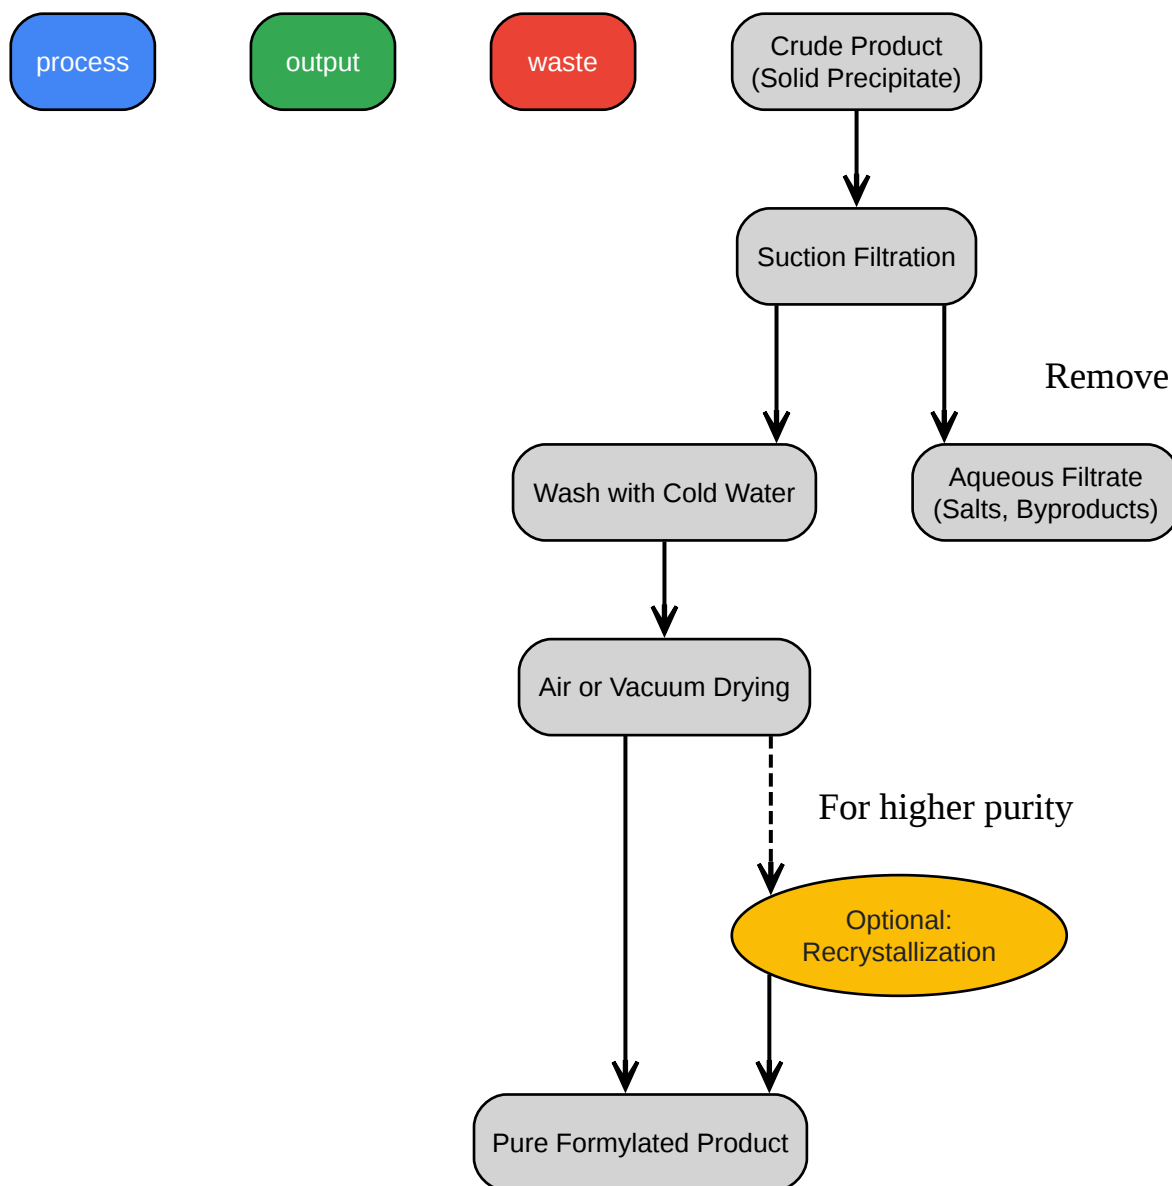 process
output
waste
Crude Product
(Solid Precipitate)
Suction Filtration
Remove
Wash with Cold Water
Aqueous Filtrate
(Salts, Byproducts)
Air or Vacuum Drying
For higher purity
Optional:
Recrystallization
Pure Formylated Product